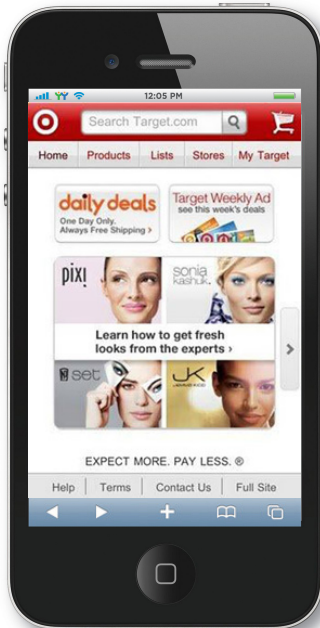 12:05 PM
Search Target.com
Home Products Lists Stores My Target
daily deals
One Day Only.
Always Free Shipping ›
Target Weekly Ad
see this week's deals
pixi
sonia
kashuk.
Learn how to get fresh
looks from the experts ›
set
JK
EXPECT MORE. PAY LESS. ®
Help Terms Contact Us Full Site